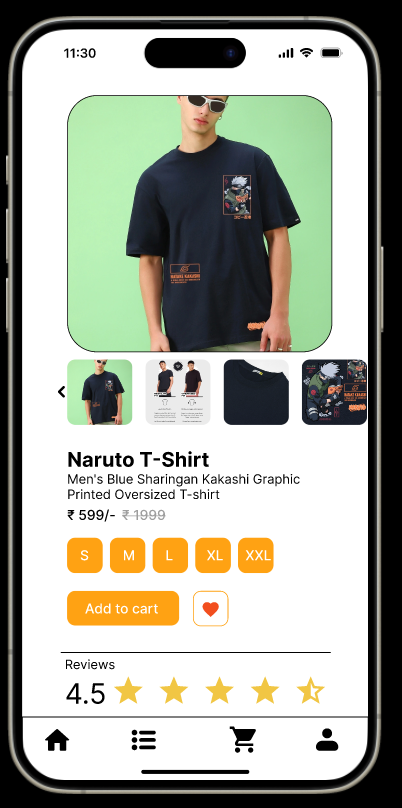 11:30
Naruto T-Shirt
Men's Blue Sharingan Kakashi Graphic
Printed Oversized T-shirt
₹ 599/- ₹ 1999
S M L XL XXL
Add to cart
Reviews
4.5